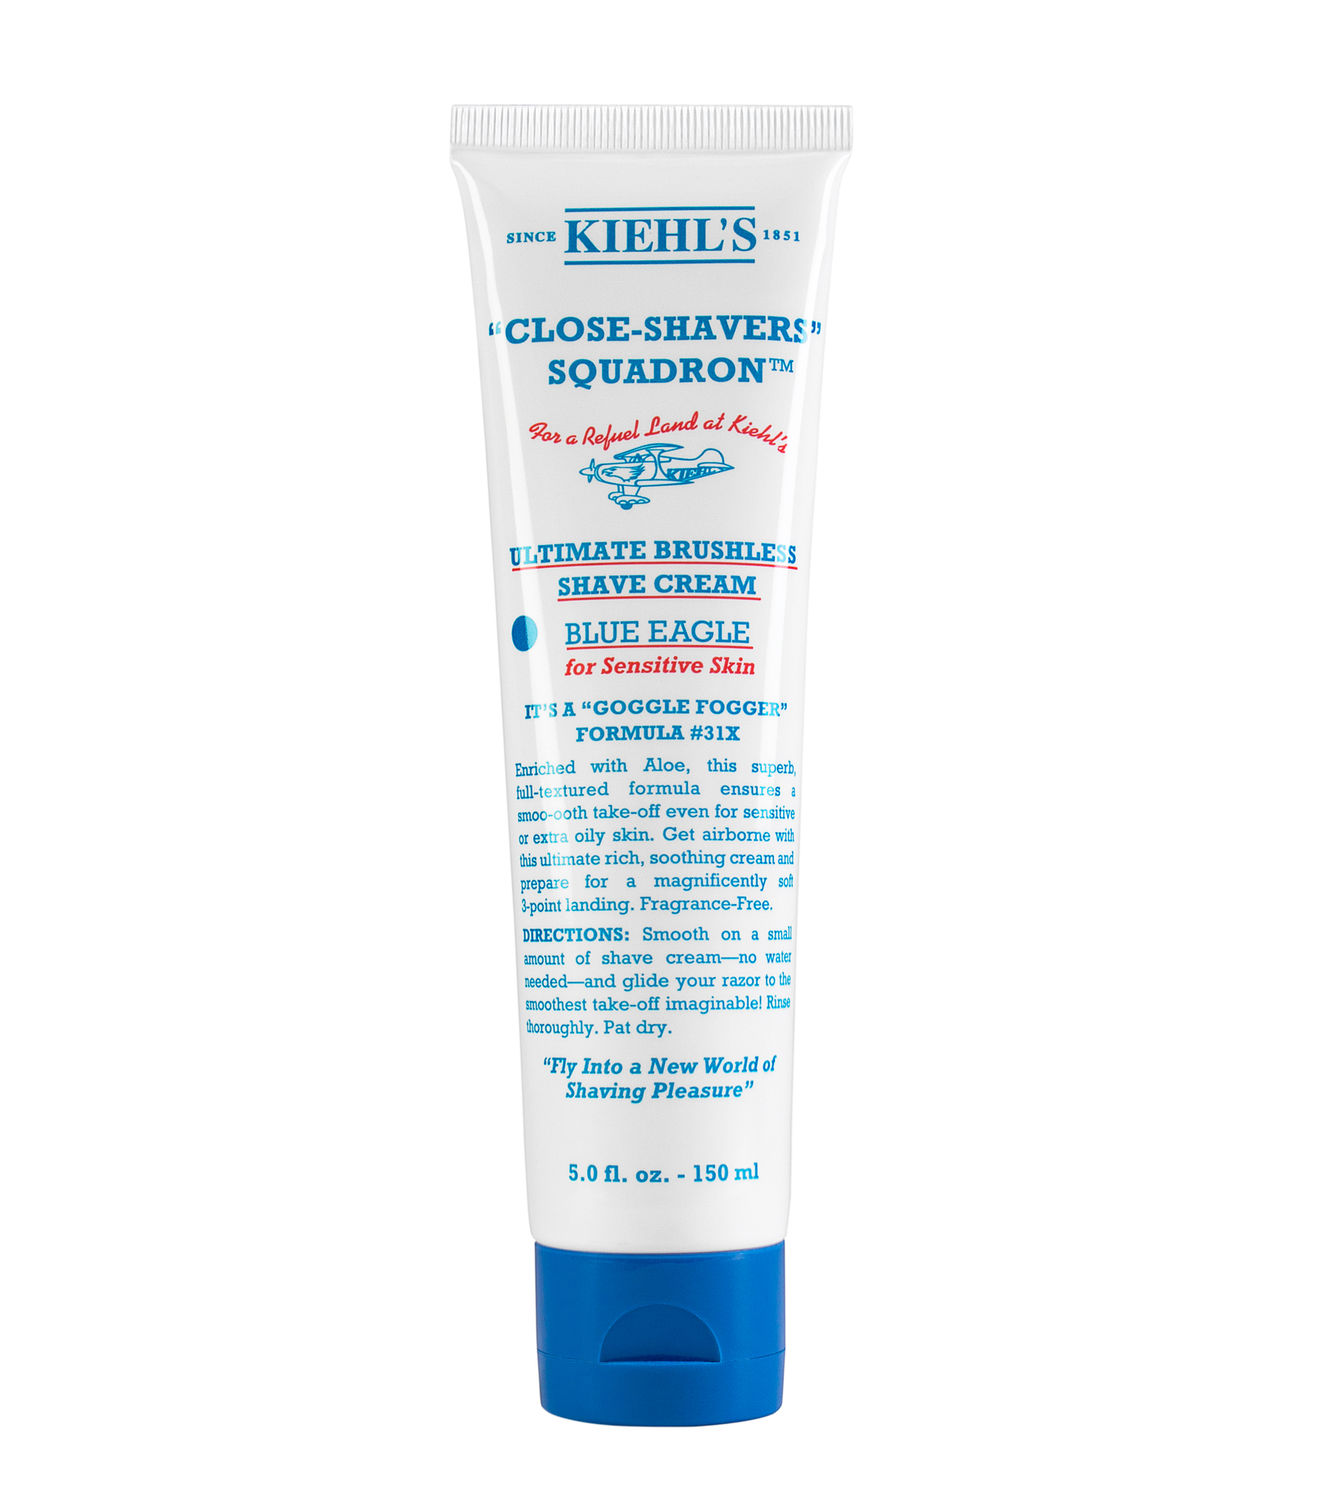 SINCE KIEHL'S 1851
“CLOSE-SHAVERS”
SQUADRON™
For a Refuel Land at Kiehl's
KIEHL'S
ULTIMATE BRUSHLESS
SHAVE CREAM
BLUE EAGLE
for Sensitive Skin
IT'S A “GOGGLE FOGGER”
FORMULA #31X
Enriched with Aloe, this superb,
full-textured formula ensures a
smoo-ooth take-off even for sensitive
or extra oily skin. Get airborne with
this ultimate rich, soothing cream and
prepare for a magnificently soft
3-point landing. Fragrance-Free.
DIRECTIONS: Smooth on a small
amount of shave cream—no water
needed—and glide your razor to the
smoothest take-off imaginable! Rinse
thoroughly. Pat dry.
“Fly Into a New World of
Shaving Pleasure”
5.0 fl. oz. - 150 ml